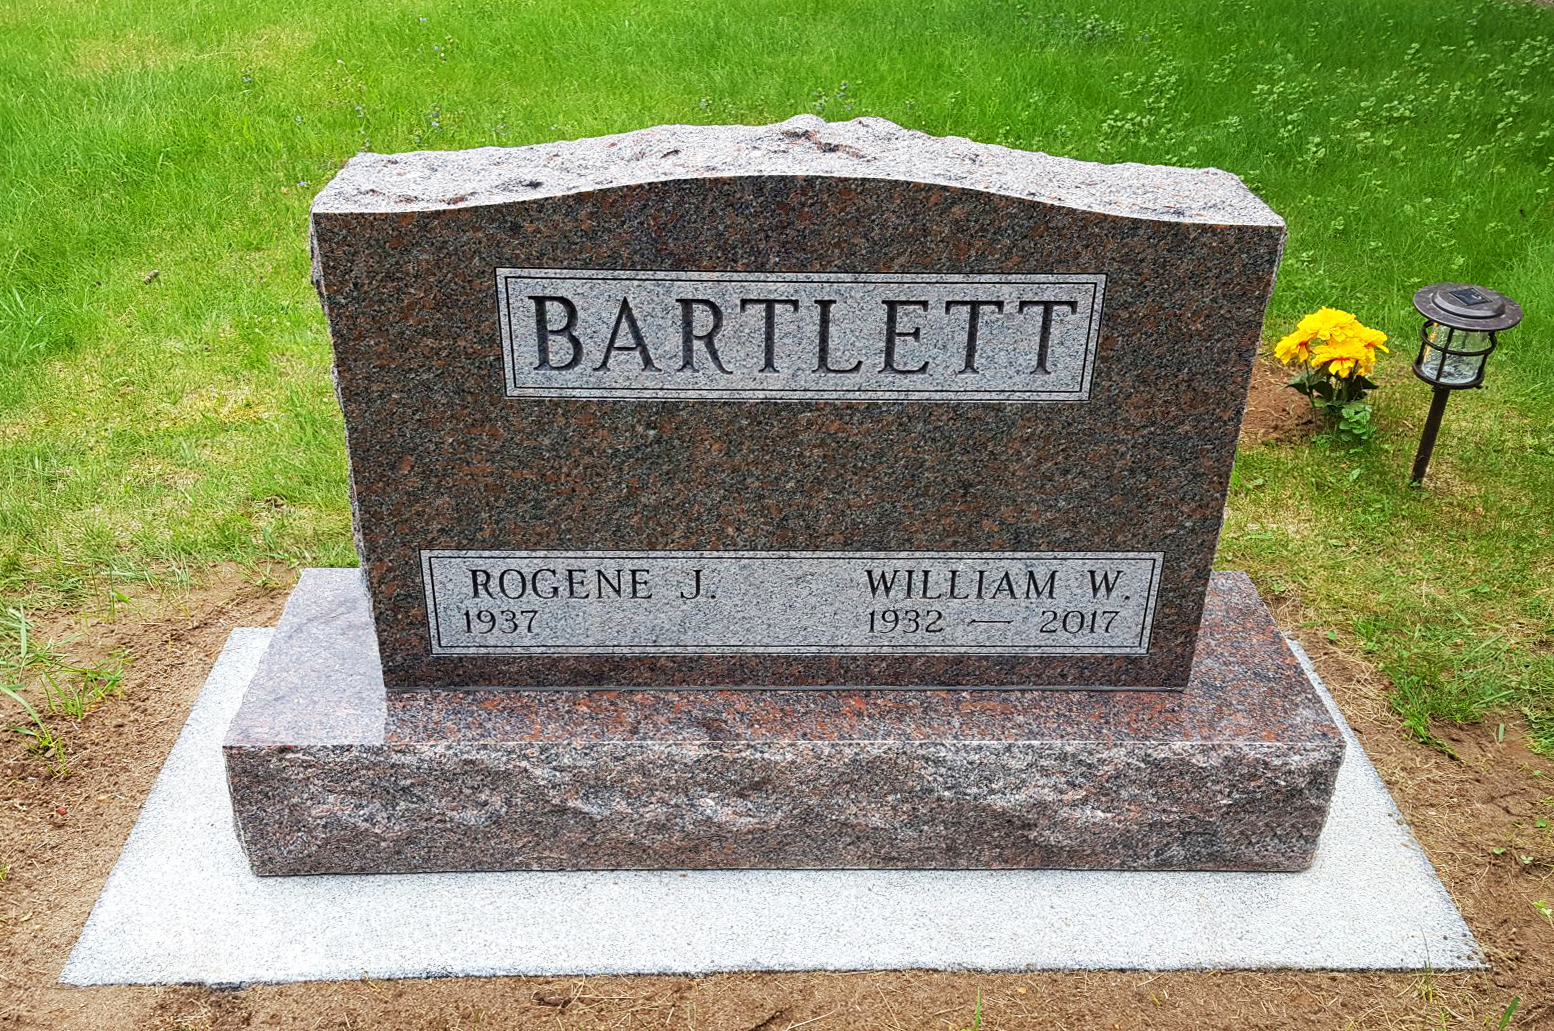 BARTLETT
ROGENE J. WILLIAM W.
1937 1932 — 2017